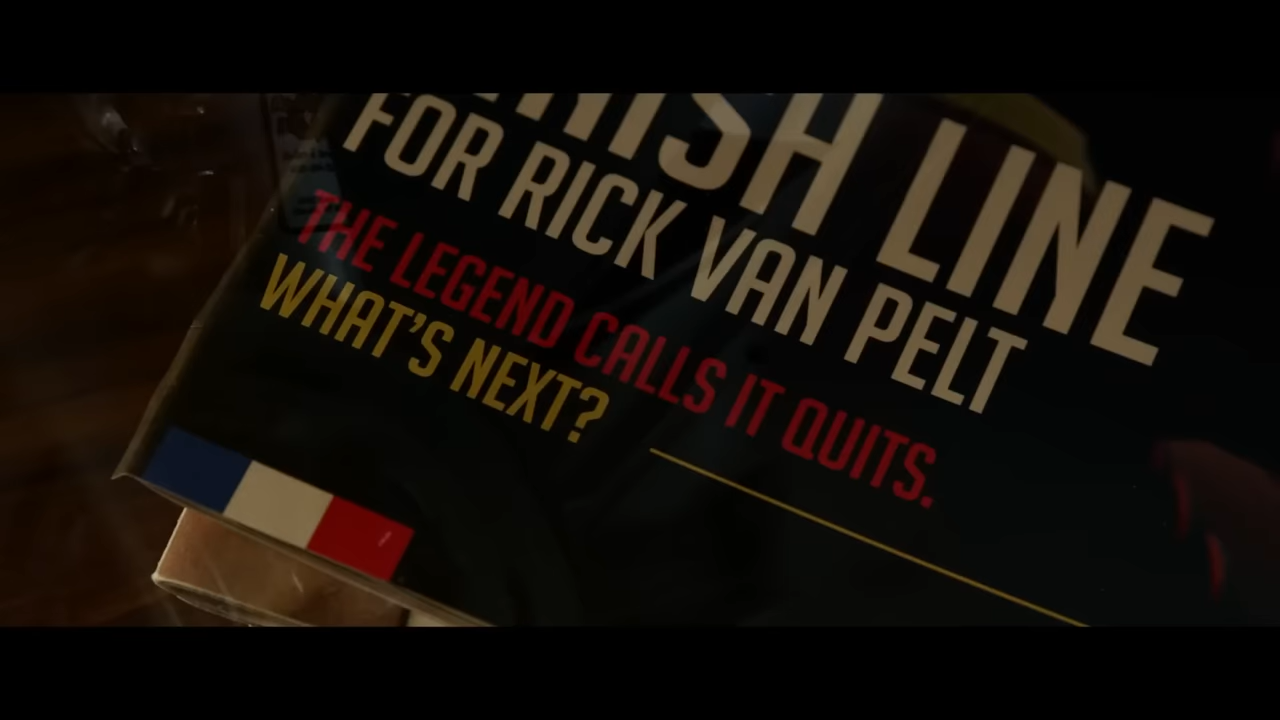 LINE
FOR RICK VAN PELT
THE LEGEND CALLS IT QUITS.
WHAT'S NEXT?